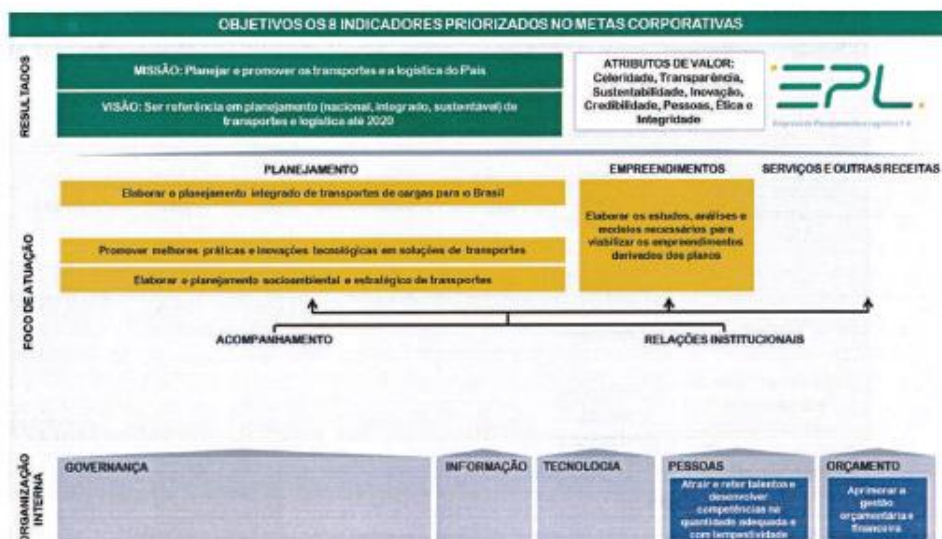 OBJETIVOS OS 8 INDICADORES PRIORIZADOS NO METAS CORPORATIVAS
RESULTADOS
MISSÃO: Planejar e promover os transportes e a logística do País
VISÃO: Ser referência em planejamento (nacional, integrado, sustentável) de
transportes e logística até 2020
ATRIBUTOS DE VALOR:
Celeridade, Transparência,
Sustentabilidade, Inovação,
Credibilidade, Pessoas, Ética e
Integridade
EPL
Empresa de Planejamento e Logística S.A.
FOCO DE ATUAÇÃO
PLANEJAMENTO
EMPREENDIMENTOS
SERVIÇOS E OUTRAS RECEITAS
Elaborar o planejamento integrado de transportes de cargas para o Brasil
Promover melhores práticas e inovações tecnológicas em soluções de transportes
Elaborar o planejamento socioambiental e estratégico de transportes
Elaborar os estudos, análises e
modelos necessários para
viabilizar os empreendimentos
derivados dos planos
ACOMPANHAMENTO
RELAÇÕES INSTITUCIONAIS
ORGANIZAÇÃO
INTERNA
GOVERNANÇA
INFORMAÇÃO
TECNOLOGIA
PESSOAS
Atrair e reter talentos e
desenvolver
competências na
quantidade adequada e
com tempestividade
ORÇAMENTO
Aprimorar a
gestão
orçamentária e
financeira